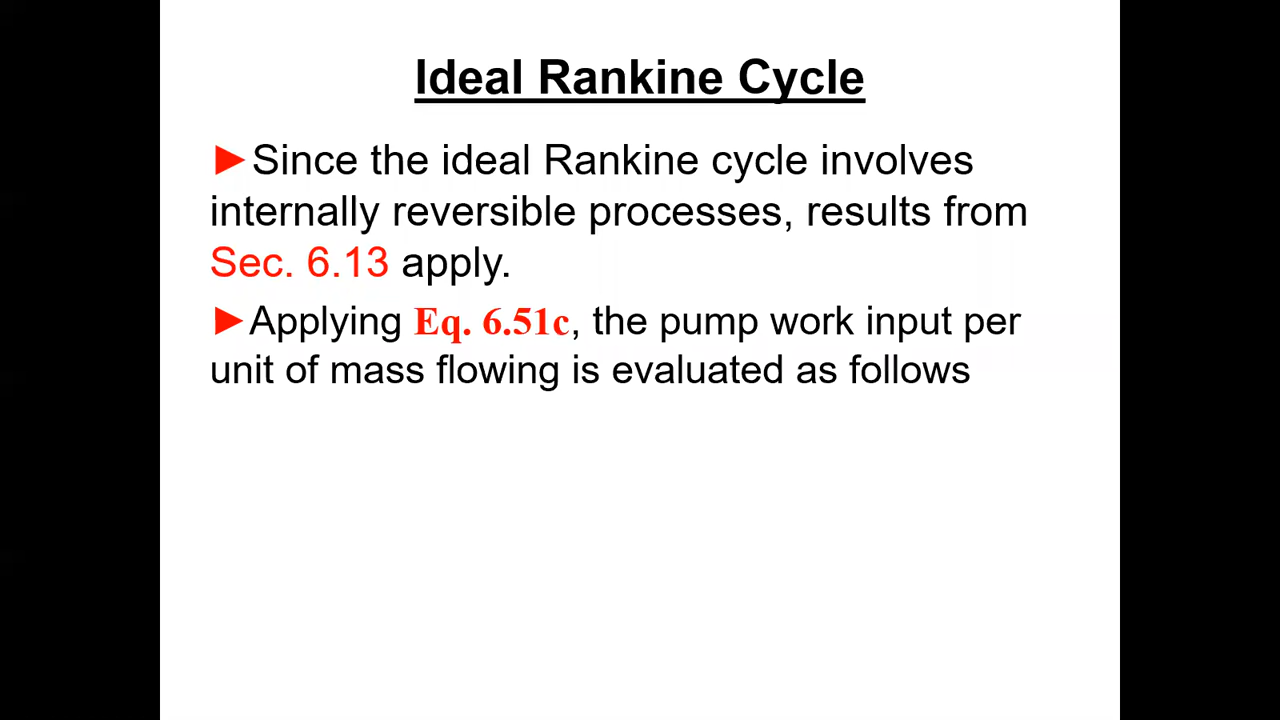 Ideal Rankine Cycle
►Since the ideal Rankine cycle involves
internally reversible processes, results from
Sec. 6.13 apply.
►Applying Eq. 6.51c, the pump work input per
unit of mass flowing is evaluated as follows